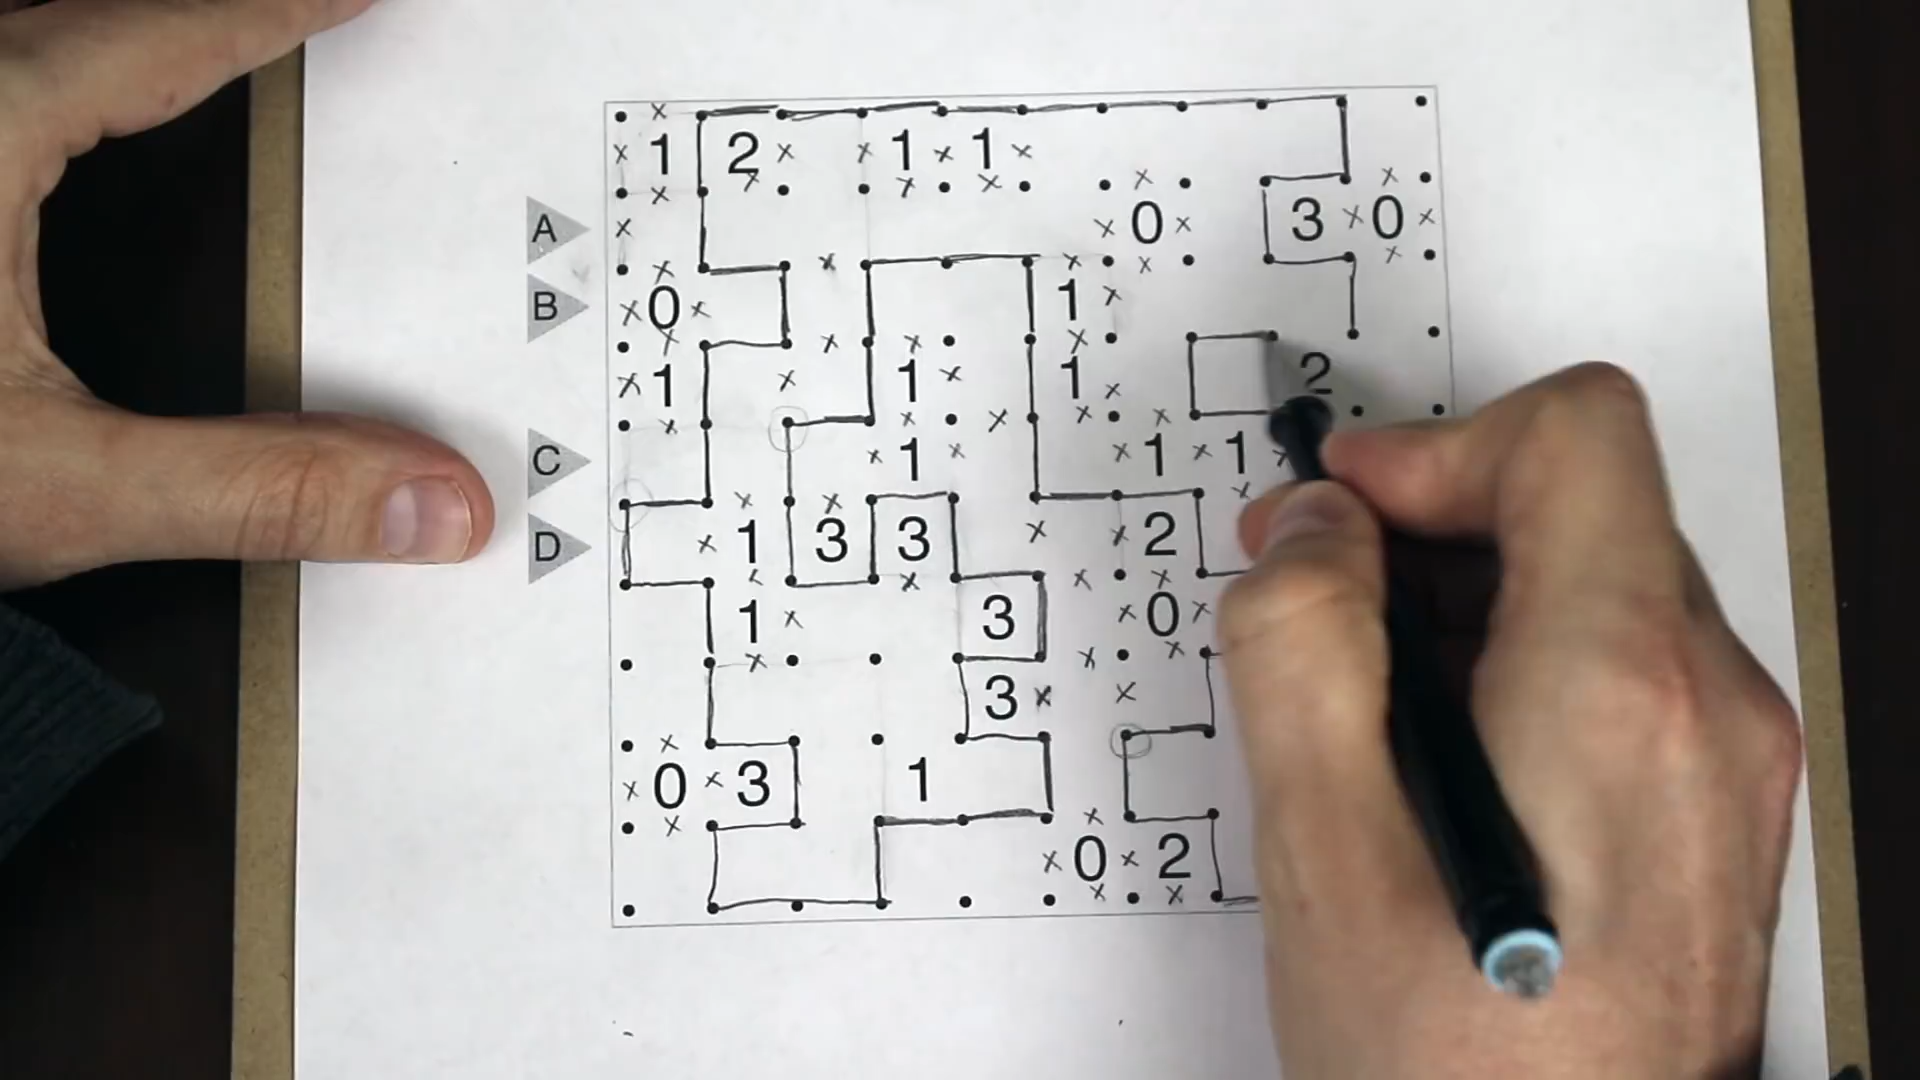 1 2 1 1
A 0 3 0
B 0 1
1 1 1 2
C 1 1 1
D 1 3 3 2
1 3 0
3
0 3 1
0 2